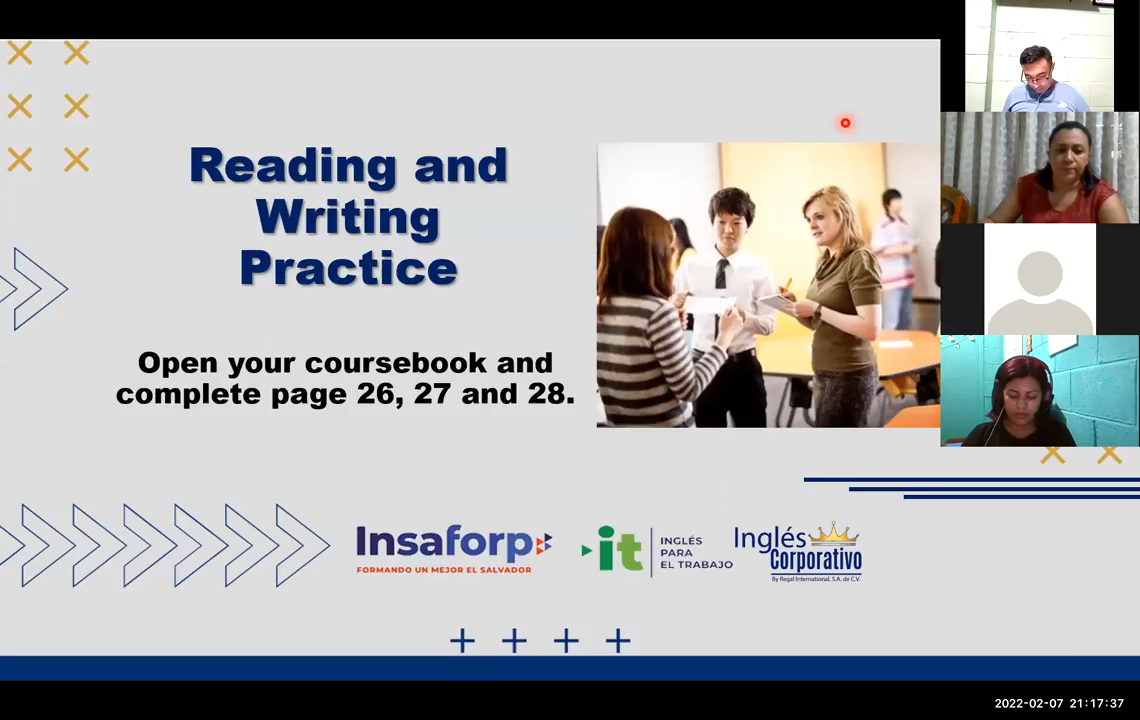 Reading and
Writing
Practice
Open your coursebook and
complete page 26, 27 and 28.
Insaforp
FORMANDO UN MEJOR EL SALVADOR
it
INGLÉS
PARA
EL TRABAJO
Inglés
Corporativo
By Regal International, S.A. de C.V.
2022-02-07 21:17:37